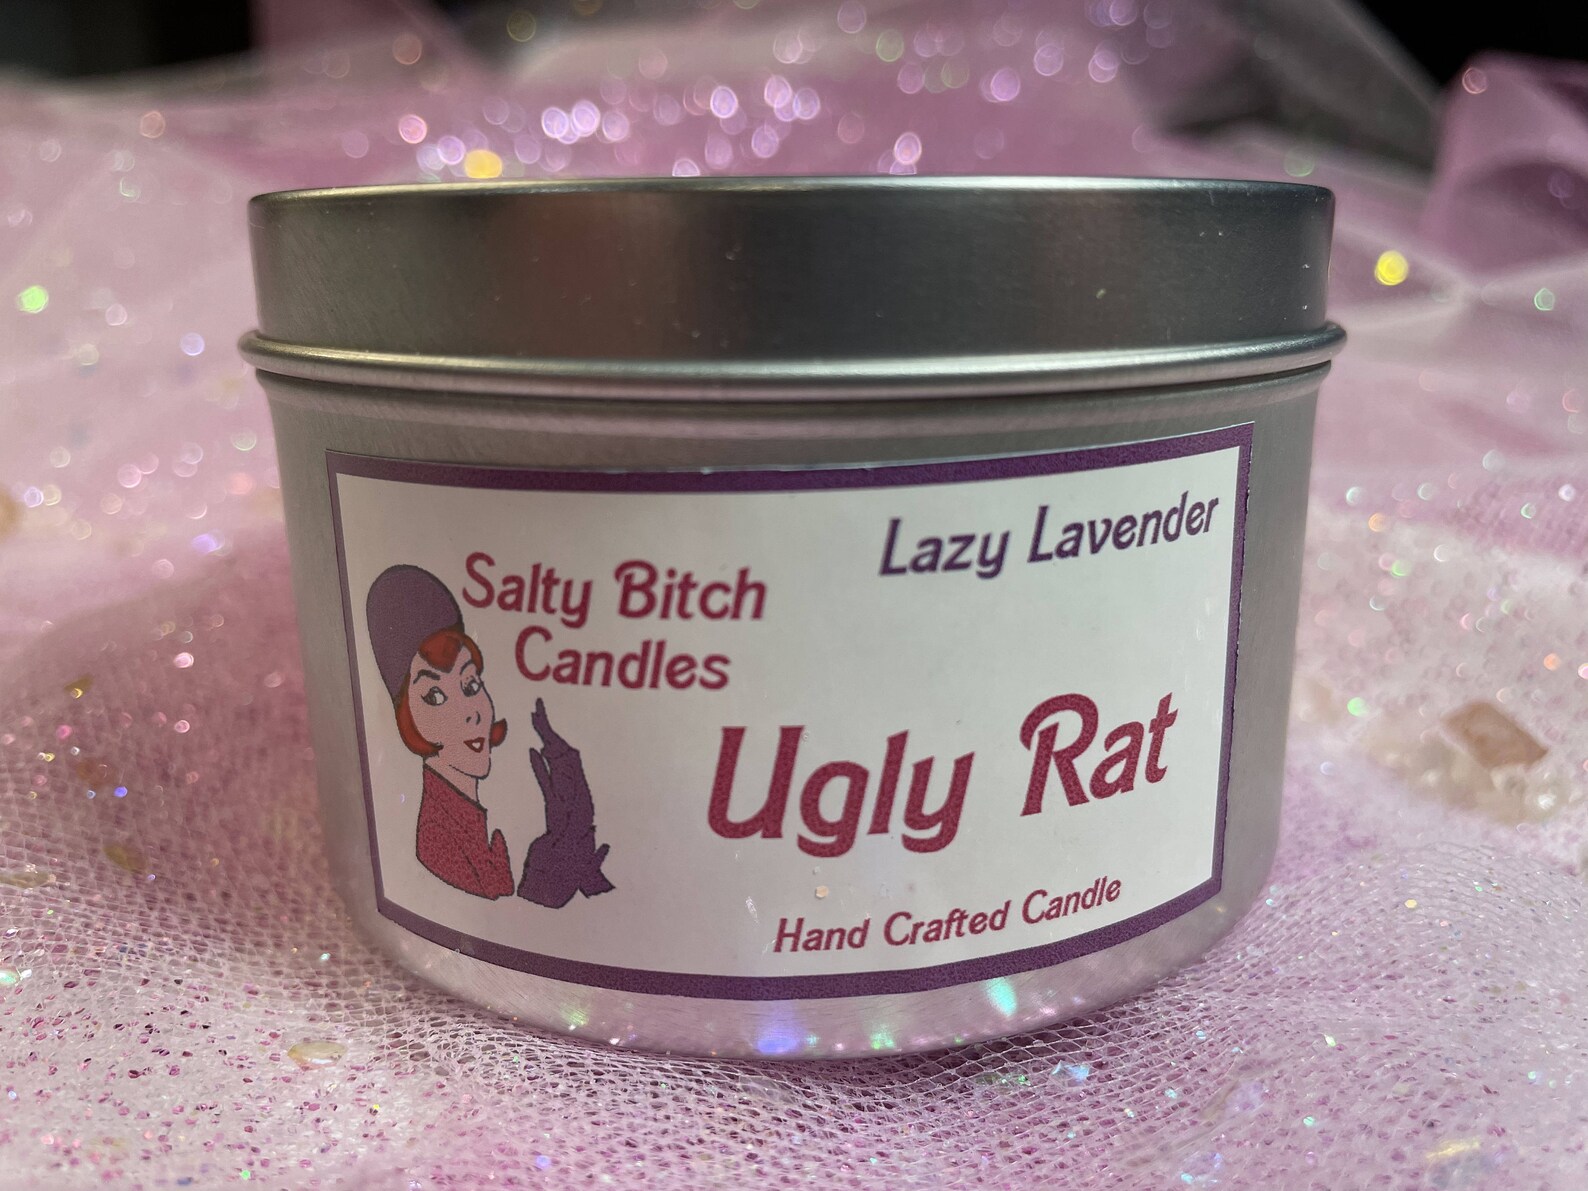 Lazy Lavender
Salty Bitch
Candles
Ugly Rat
Hand Crafted Candle